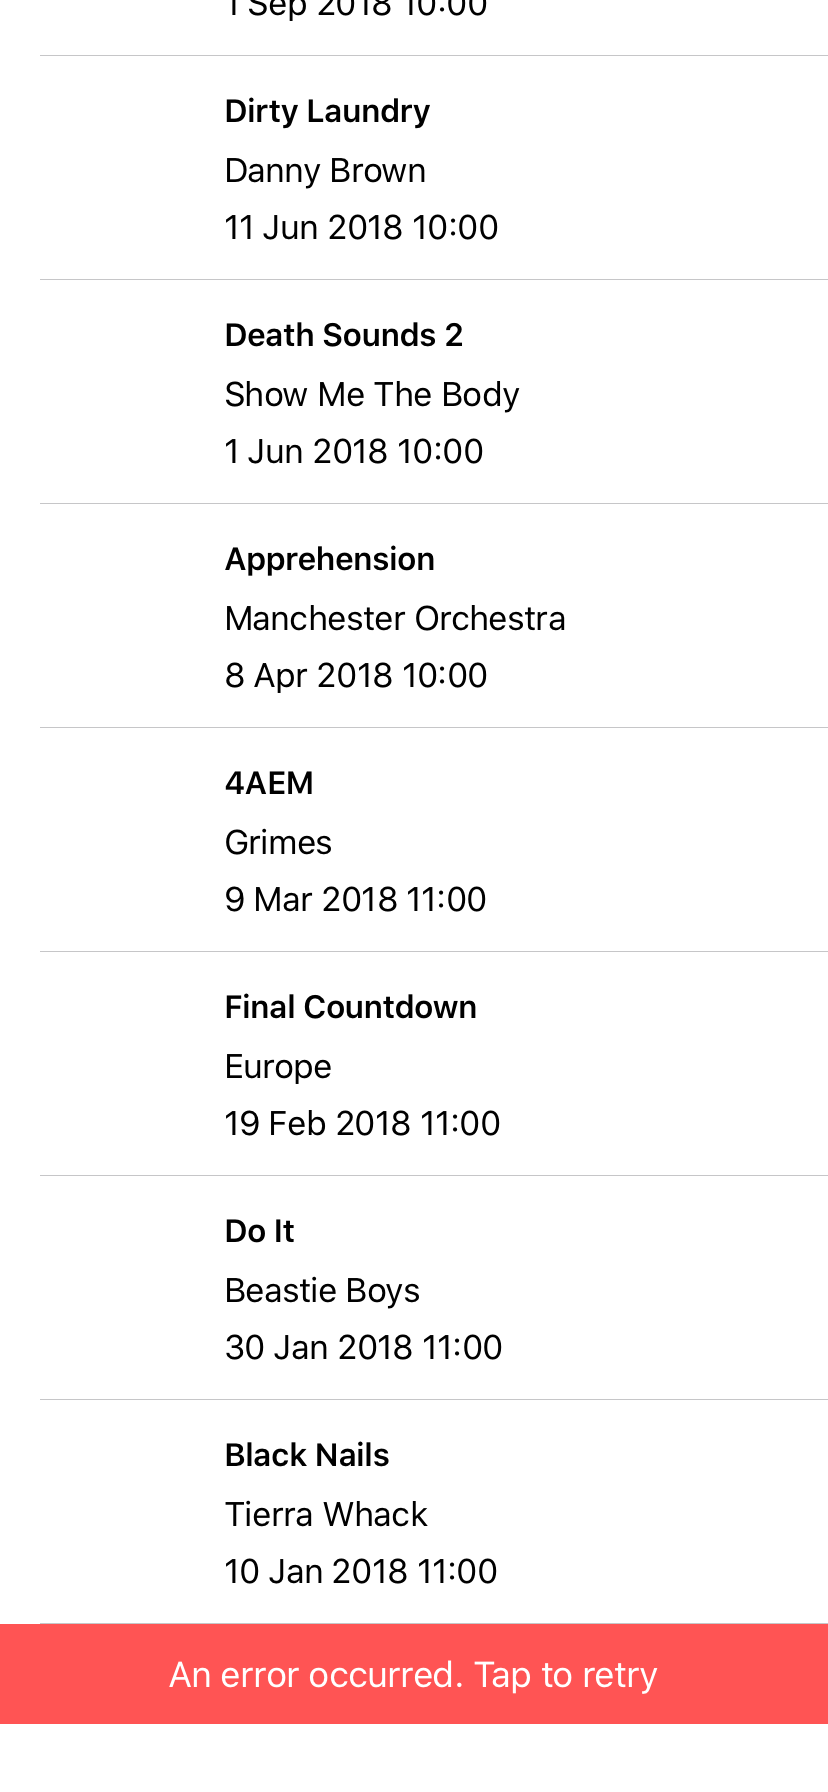 1 Sep 2018 10:00
Dirty Laundry
Danny Brown
11 Jun 2018 10:00
Death Sounds 2
Show Me The Body
1 Jun 2018 10:00
Apprehension
Manchester Orchestra
8 Apr 2018 10:00
4AEM
Grimes
9 Mar 2018 11:00
Final Countdown
Europe
19 Feb 2018 11:00
Do It
Beastie Boys
30 Jan 2018 11:00
Black Nails
Tierra Whack
10 Jan 2018 11:00
An error occurred. Tap to retry